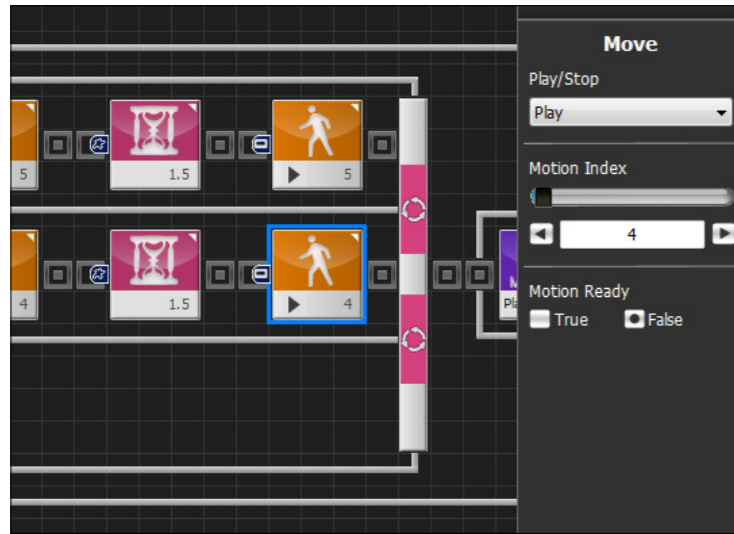 Move
Play/Stop
Play
Motion Index
4
Motion Ready
True False
5 1.5 5
4 1.5 4